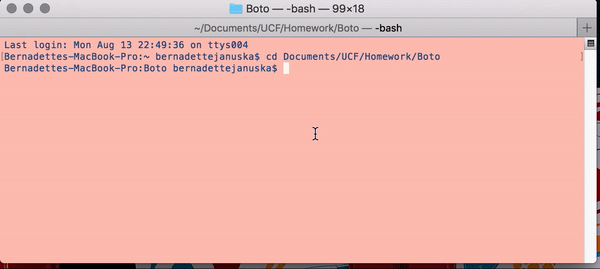 Boto — -bash — 99×18
~/Documents/UCF/Homework/Boto — -bash
Last login: Mon Aug 13 22:49:36 on ttys004
[Bernadettes-MacBook-Pro:~ bernadettejanuska$ cd Documents/UCF/Homework/Boto ]
Bernadettes-MacBook-Pro:Boto bernadettejanuska$